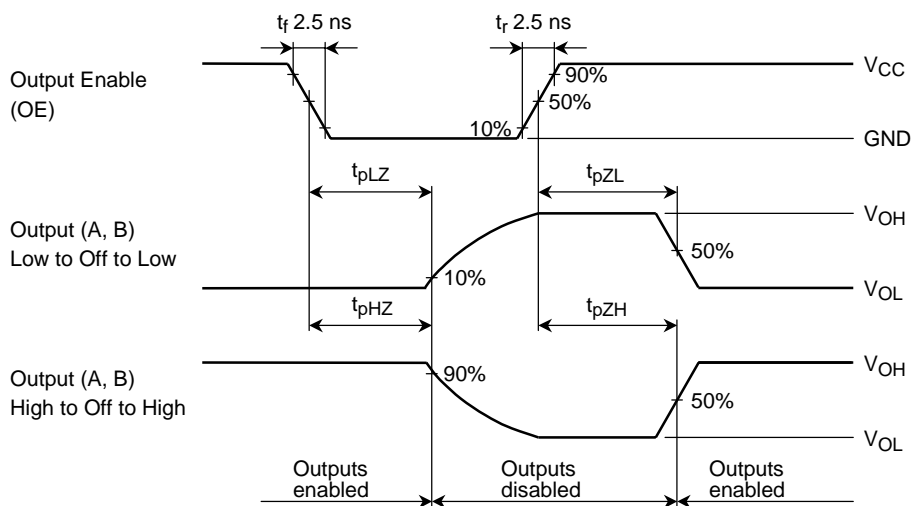 tf 2.5 ns
tr 2.5 ns
Output Enable
(OE)
90%
50%
10%
VCC
GND
tpLZ
tpZL
Output (A, B)
Low to Off to Low
10%
50%
VOH
VOL
tpHZ
tpZH
Output (A, B)
High to Off to High
90%
50%
VOH
VOL
Outputs
enabled
Outputs
disabled
Outputs
enabled